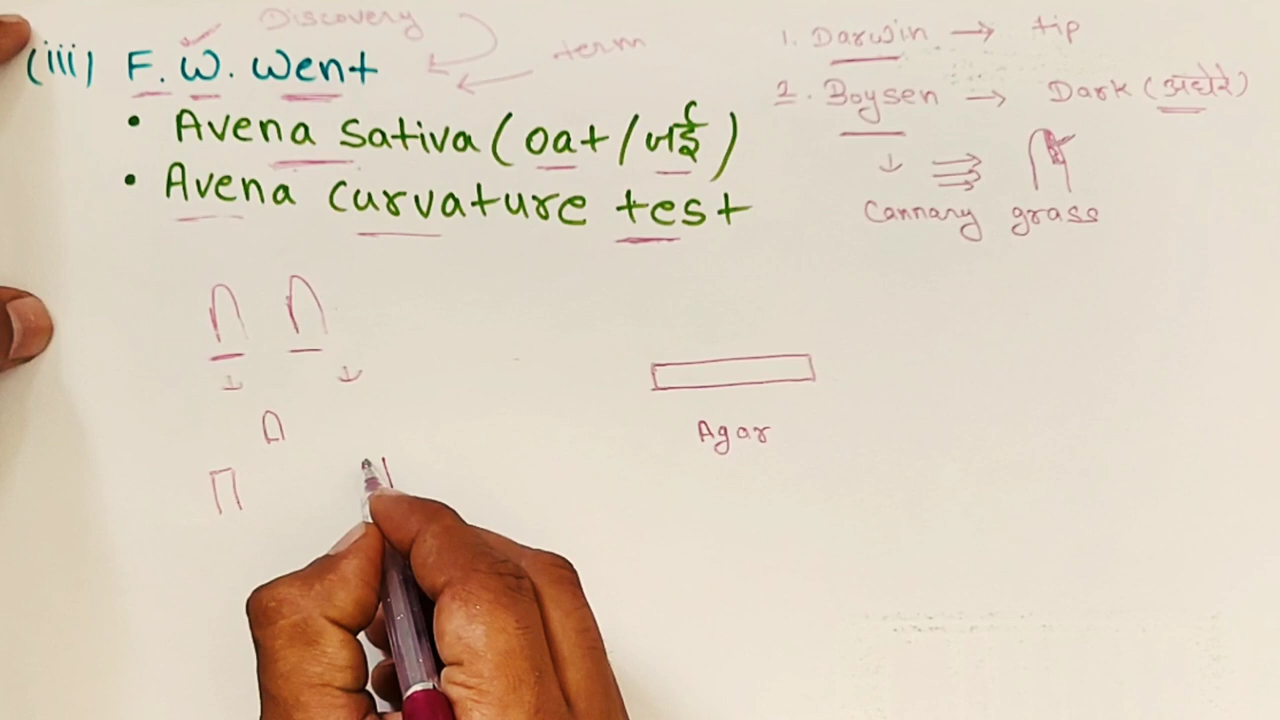 Discovery
term
(iii) F. W. Went
• Avena sativa (oat/जई)
• Avena curvature test
1. Darwin → tip
2. Boysen → Dark (अंधेरे)
Cannary grass
Agar